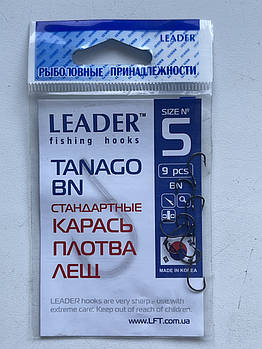 LEADER
РЫБОЛОВНЫЕ ПРИНАДЛЕЖНОСТИ
LEADER™
fishing hooks
TANAGO
BN
СТАНДАРТНЫЕ
КАРАСЬ
ПЛОТВА
ЛЕЩ
SIZE №
5
9 pcs
BN
MADE IN KOREA
LEADER hooks are very sharp - use with
extreme care. Keep out of reach of children.
www.LFT.com.ua